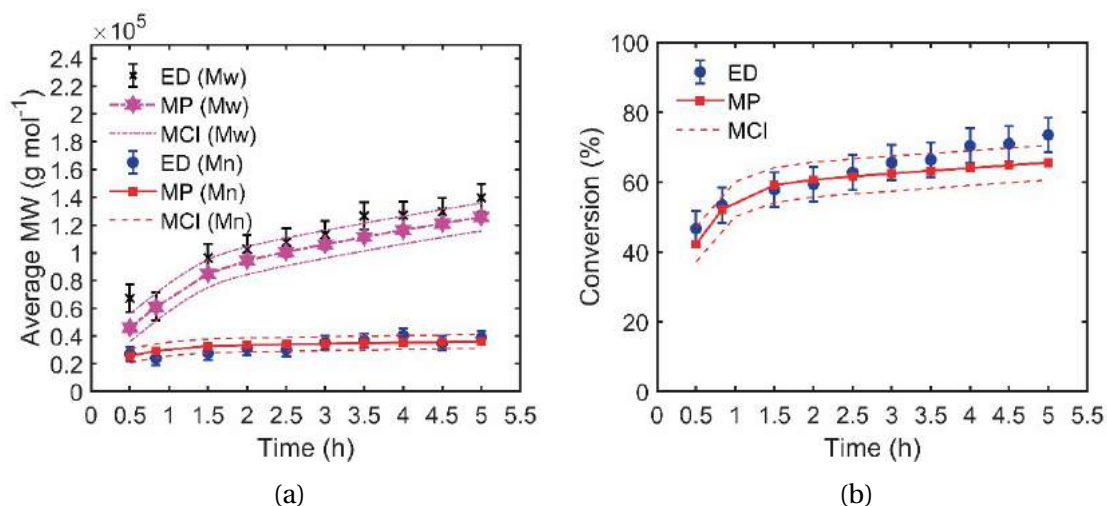 ×10⁵
2.4
2.2
2
1.8
1.6
1.4
1.2
1
0.8
0.6
0.4
0.2
0
Average MW (g mol⁻¹)
ED (Mw)
MP (Mw)
MCI (Mw)
ED (Mn)
MP (Mn)
MCI (Mn)
0 0.5 1 1.5 2 2.5 3 3.5 4 4.5 5 5.5
Time (h)
(a)
100
80
60
40
20
0
Conversion (%)
ED
MP
MCI
0 0.5 1 1.5 2 2.5 3 3.5 4 4.5 5 5.5
Time (h)
(b)